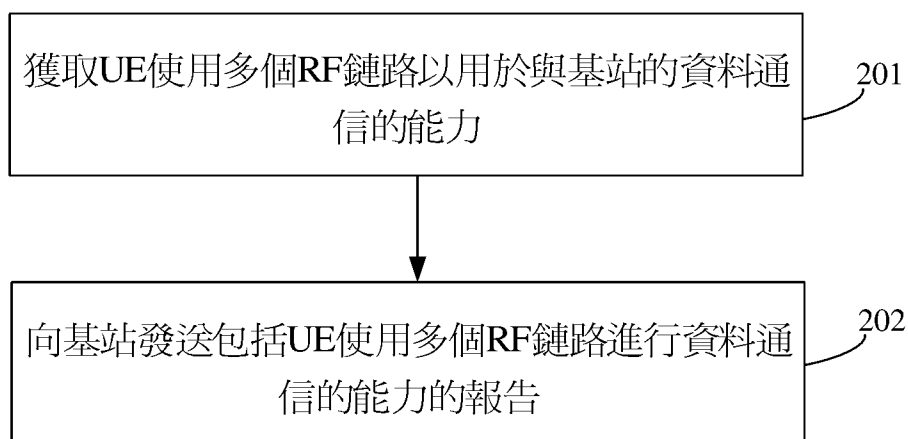 獲取UE使用多個RF鏈路以用於與基站的資料通
信的能力
201
向基站發送包括UE使用多個RF鏈路進行資料通
信的能力的報告
202